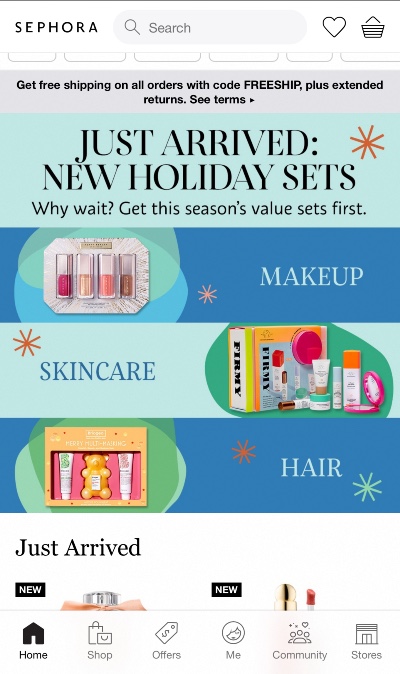 SEPHORA
Search
Get free shipping on all orders with code FREESHIP, plus extended
returns. See terms ▸
JUST ARRIVED:
NEW HOLIDAY SETS
Why wait? Get this season's value sets first.
MAKEUP
SKINCARE
FIRMY
FIRMY
HAIR
Just Arrived
NEW
NEW
Home
Shop
Offers
Me
Community
Stores